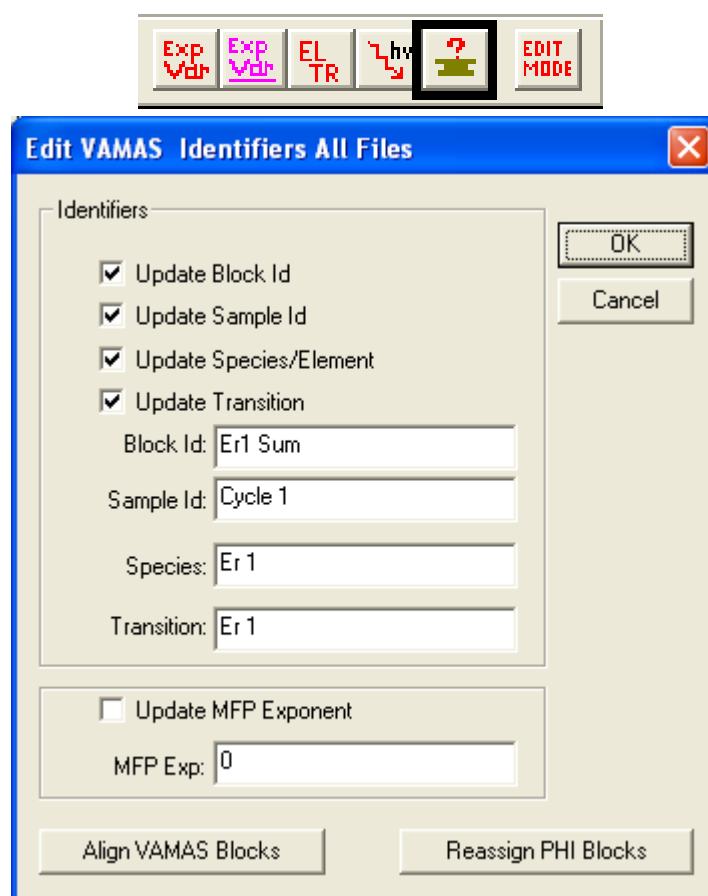 Exp Var Exp Var EL TR hν ? EDIT MODE
Edit VAMAS Identifiers All Files
Identifiers
OK
Update Block Id
Cancel
Update Sample Id
Update Species/Element
Update Transition
Block Id: Er1 Sum
Sample Id: Cycle 1
Species: Er 1
Transition: Er 1
Update MFP Exponent
MFP Exp: 0
Align VAMAS Blocks Reassign PHI Blocks